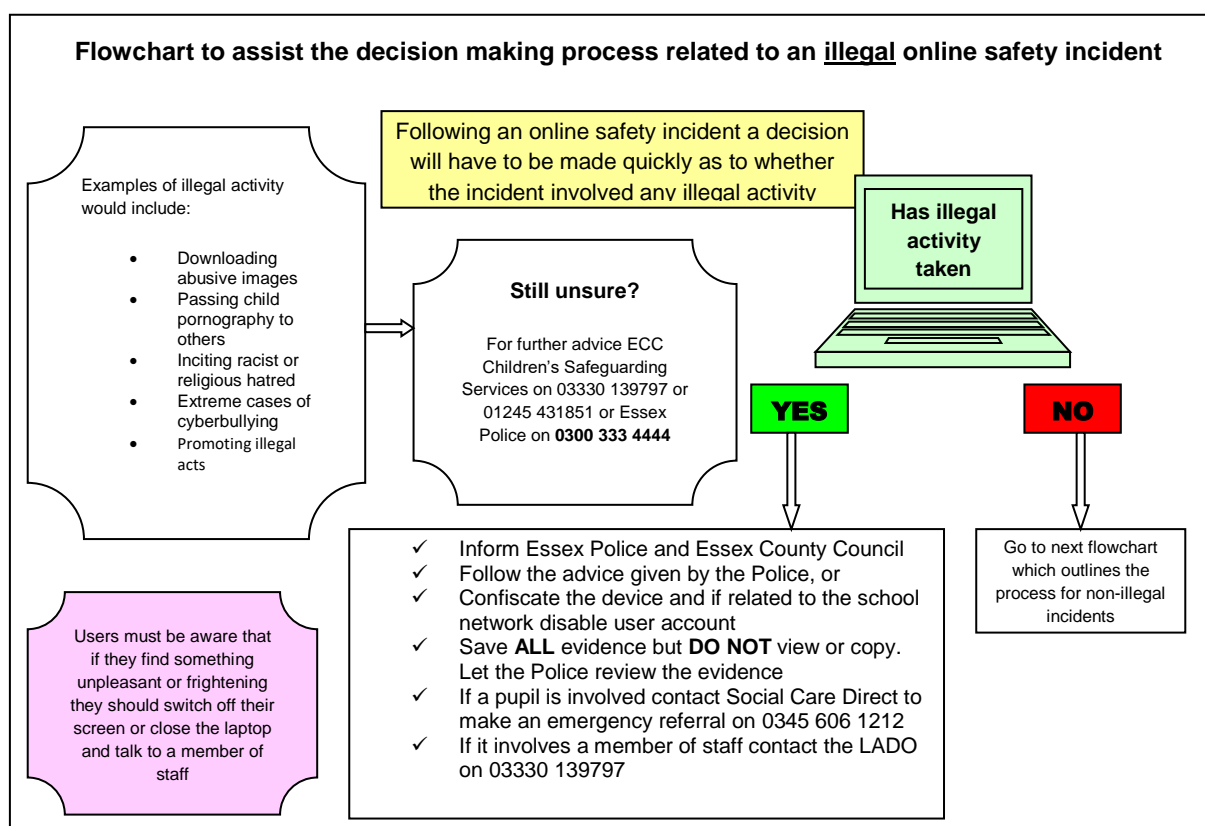 Flowchart to assist the decision making process related to an illegal online safety incident
Following an online safety incident a decision
will have to be made quickly as to whether
the incident involved any illegal activity
Examples of illegal activity
would include:
• Downloading
abusive images
• Passing child
pornography to
others
• Inciting racist or
religious hatred
• Extreme cases of
cyberbullying
• Promoting illegal
acts
Still unsure?
For further advice ECC
Children's Safeguarding
Services on 03330 139797 or
01245 431851 or Essex
Police on 0300 333 4444
Has illegal
activity
taken
YES
NO
✓ Inform Essex Police and Essex County Council
✓ Follow the advice given by the Police, or
✓ Confiscate the device and if related to the school
network disable user account
✓ Save ALL evidence but DO NOT view or copy.
Let the Police review the evidence
✓ If a pupil is involved contact Social Care Direct to
make an emergency referral on 0345 606 1212
✓ If it involves a member of staff contact the LADO
on 03330 139797
Go to next flowchart
which outlines the
process for non-illegal
incidents
Users must be aware that
if they find something
unpleasant or frightening
they should switch off their
screen or close the laptop
and talk to a member of
staff